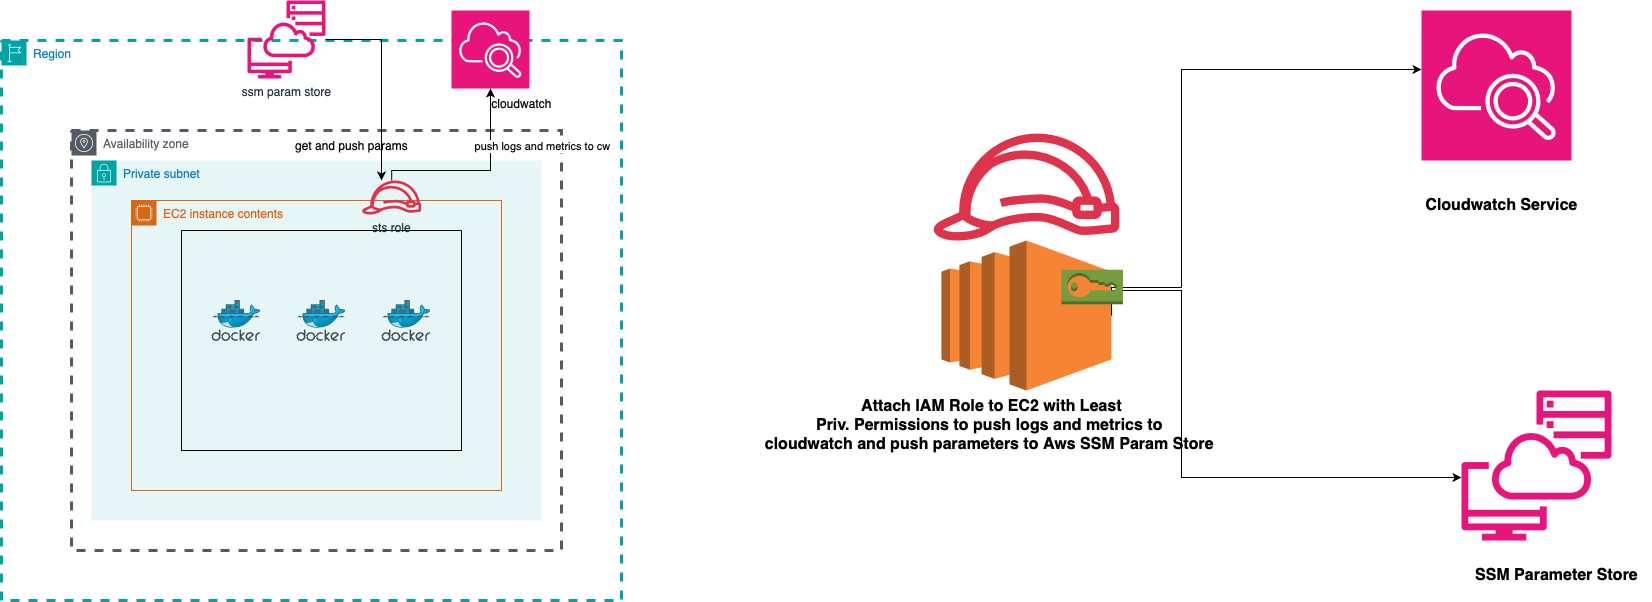 Region
ssm param store
cloudwatch
Availability zone
get and push params
push logs and metrics to cw
Private subnet
EC2 instance contents
sts role
docker
docker
docker
Cloudwatch Service
Attach IAM Role to EC2 with Least
Priv. Permissions to push logs and metrics to
cloudwatch and push parameters to Aws SSM Param Store
SSM Parameter Store